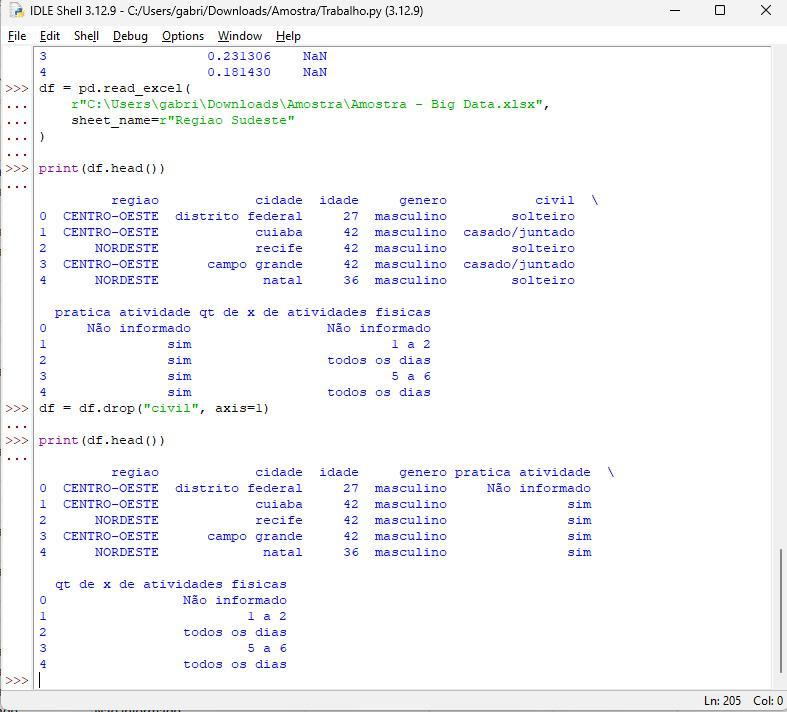 IDLE Shell 3.12.9 - C:/Users/gabri/Downloads/Amostra/Trabalho.py (3.12.9)
File Edit Shell Debug Options Window Help
3                    0.231306    NaN
4                    0.181430    NaN
>>> df = pd.read_excel(
...     r"C:\Users\gabri\Downloads\Amostra\Amostra - Big Data.xlsx",
...     sheet_name=r"Regiao Sudeste"
... )
...
>>> print(df.head())
...
         regiao            cidade  idade     genero           civil  \
0  CENTRO-OESTE  distrito federal     27  masculino        solteiro
1  CENTRO-OESTE            cuiaba     42  masculino  casado/juntado
2      NORDESTE            recife     42  masculino        solteiro
3  CENTRO-OESTE      campo grande     42  masculino  casado/juntado
4      NORDESTE             natal     36  masculino        solteiro
  pratica atividade qt de x de atividades fisicas
0     Não informado                 Não informado
1               sim                         1 a 2
2               sim                 todos os dias
3               sim                         5 a 6
4               sim                 todos os dias
>>> df = df.drop("civil", axis=1)
...
>>> print(df.head())
...
         regiao            cidade  idade     genero pratica atividade  \
0  CENTRO-OESTE  distrito federal     27  masculino     Não informado
1  CENTRO-OESTE            cuiaba     42  masculino               sim
2      NORDESTE            recife     42  masculino               sim
3  CENTRO-OESTE      campo grande     42  masculino               sim
4      NORDESTE             natal     36  masculino               sim
  qt de x de atividades fisicas
0                 Não informado
1                         1 a 2
2                 todos os dias
3                         5 a 6
4                 todos os dias
>>>
Ln: 205 Col: 0